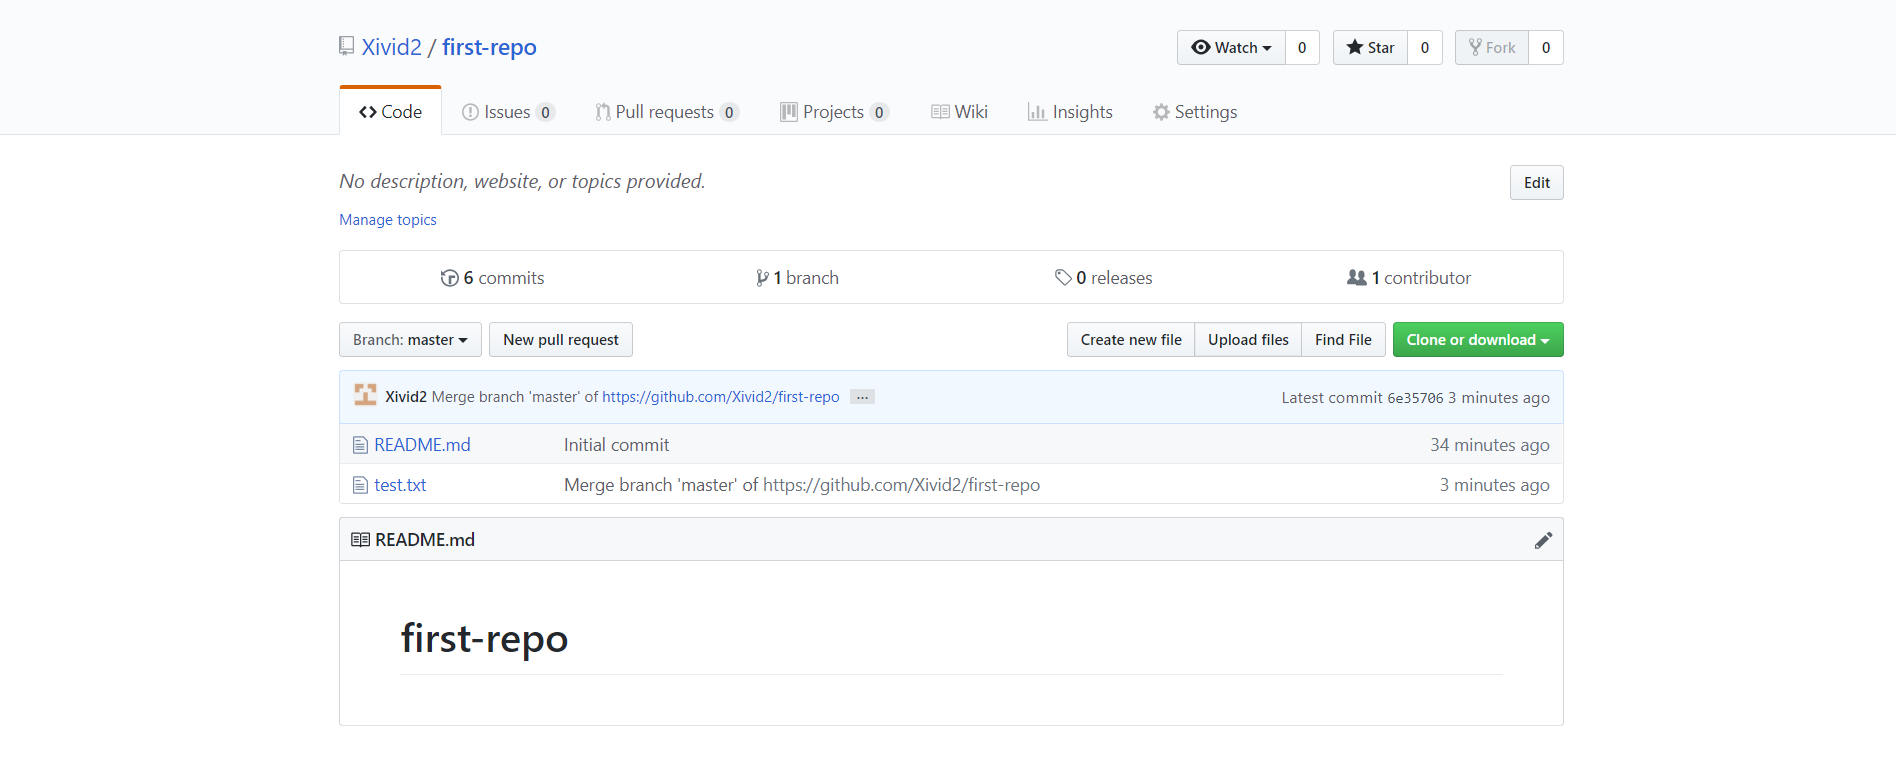 Xivid2 / first-repo
Watch 0 Star 0 Fork 0
Code Issues 0 Pull requests 0 Projects 0 Wiki Insights Settings
No description, website, or topics provided. Edit
Manage topics
6 commits 1 branch 0 releases 1 contributor
Branch: master New pull request Create new file Upload files Find File Clone or download
Xivid2 Merge branch 'master' of https://github.com/Xivid2/first-repo ... Latest commit 6e35706 3 minutes ago
README.md Initial commit 34 minutes ago
test.txt Merge branch 'master' of https://github.com/Xivid2/first-repo 3 minutes ago
README.md
first-repo